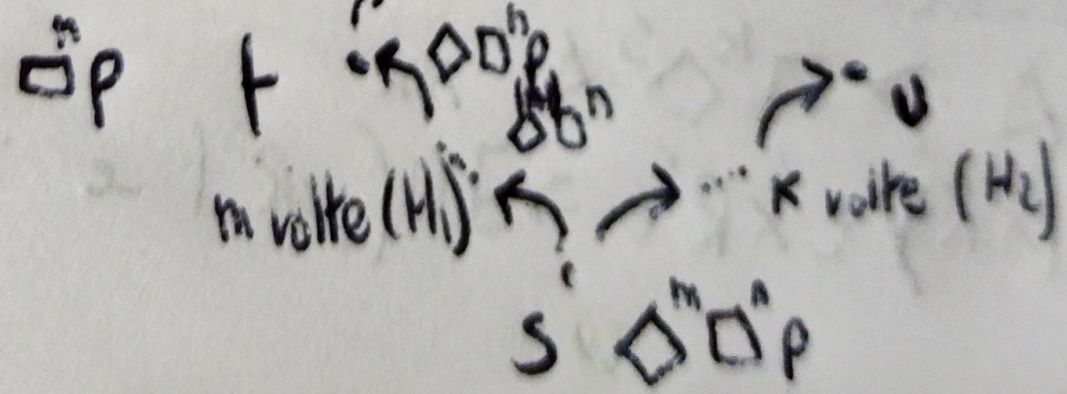 □ⁿp t ◇□ⁿp υ
◇□ⁿ
m volte (H₁) ... K volte (H₂)
S ◇ᵐ□ⁿp